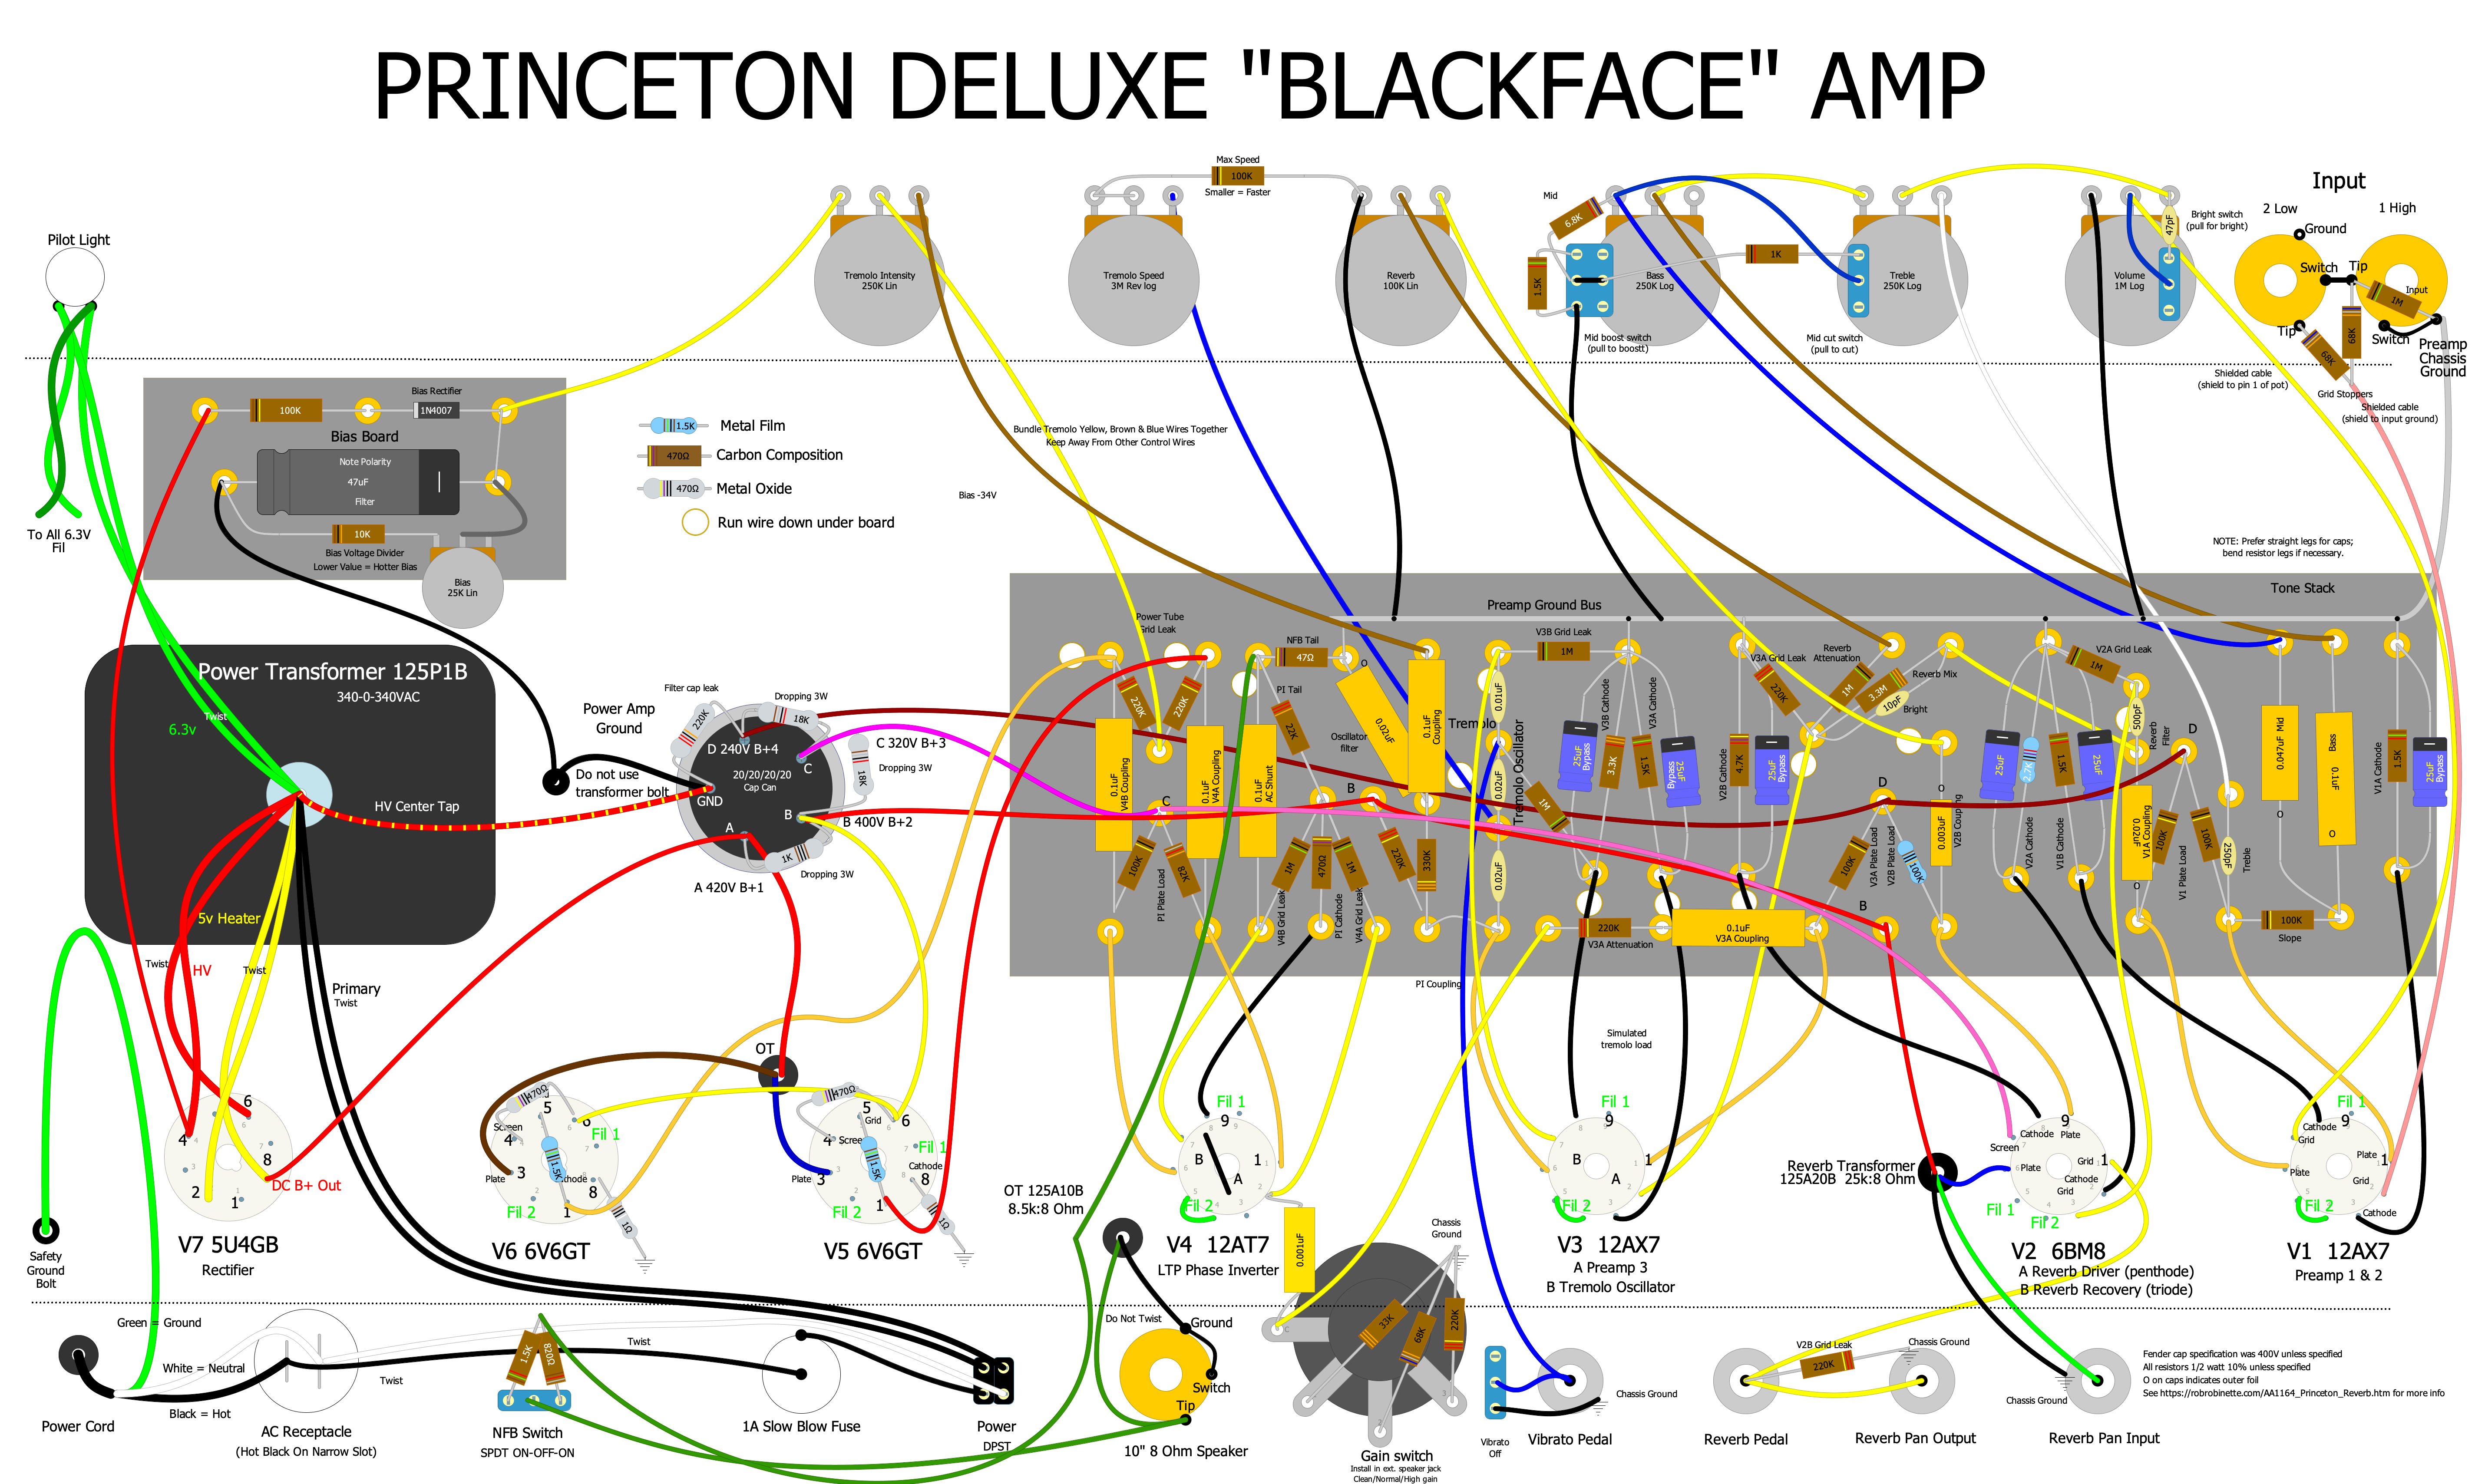 PRINCETON DELUXE "BLACKFACE" AMP
Max Speed
100K
Smaller = Faster
Input
2 Low
1 High
Ground
Switch
Tip
Input
1M
68K
Tip
68K
Switch
Preamp
Chassis
Ground
Grid Stoppers
Shielded cable
(shield to pin 1 of pot)
Shielded cable
(shield to input ground)
Bright switch
(pull for bright)
47pF
Pilot Light
Tremolo Intensity
250K Lin
Tremolo Speed
3M Rev log
Reverb
100K Lin
Mid
6.8K
1.5K
Bass
250K Log
1K
Treble
250K Log
Volume
1M Log
Mid boost switch
(pull to boostt)
Mid cut switch
(pull to cut)
To All 6.3V
Fil
100K
Bias Rectifier
1N4007
Bias Board
Note Polarity
47uF
Filter
10K
Bias Voltage Divider
Lower Value = Hotter Bias
Bias
25K Lin
1.5K
Metal Film
470Ω
Carbon Composition
470Ω
Metal Oxide
Run wire down under board
Bundle Tremolo Yellow, Brown & Blue Wires Together
Keep Away From Other Control Wires
Bias -34V
NOTE: Prefer straight legs for caps;
bend resistor legs if necessary.
Power Transformer 125P1B
340-0-340VAC
6.3v
Twist
HV Center Tap
5v Heater
Twist
HV
Twist
Primary
Twist
Power Amp
Ground
Do not use
transformer bolt
Filter cap leak
220K
Dropping 3W
18K
D 240V B+4
C
20/20/20/20
Cap Can
GND
B
A
C 320V B+3
Dropping 3W
18K
B 400V B+2
1K
Dropping 3W
A 420V B+1
Preamp Ground Bus
Tone Stack
Power Tube
Grid Leak
220K
220K
0.1uF
V4B Coupling
0.1uF
V4A Coupling
0.1uF
AC Shunt
NFB Tail
47Ω
PI Tail
22K
O
0.02uF
Oscillator
filter
0.1uF
Coupling
Tremolo
Tremolo Oscillator
0.01uF
0.02uF
0.02uF
V3B Grid Leak
1M
1M
25uF
Bypass
V3B Cathode
3.3K
1.5K
V3A Cathode
Bypass
25uF
V3A Grid Leak
220K
Reverb
Attenuation
1M
3.3M
10pF
Reverb Mix
Bright
V2B Cathode
4.7K
25uF
Bypass
V2A Grid Leak
1M
500pF
Reverb
Filter
D
25uF
2.7K
1.5K
25uF
V2A Cathode
V1B Cathode
0.02uF
V1A Coupling
O
100K
V1 Plate Load
100K
250pF
Treble
0.047uF Mid
O
Bass
0.1uF
O
V1A Cathode
1.5K
25uF
Bypass
100K
Slope
C
B
100K
PI Plate Load
82K
1M
V4B Grid Leak
470Ω
PI Cathode
1M
V4A Grid Leak
220K
330K
PI Coupling
220K
V3A Attenuation
0.1uF
V3A Coupling
D
100K
V3A Plate Load
V2B Plate Load
100K
O
0.003uF
V2B Coupling
B
Simulated
tremolo load
OT
4
6
8
2
1
DC B+ Out
V7 5U4GB
Rectifier
470Ω
5
6
Screen
4
Fil 1
1.5K
Plate
3
Cathode
8
Fil 2
1
1Ω
V6 6V6GT
470Ω
5
Grid
6
4
Screen
Fil 1
1.5K
Cathode
Plate
3
8
Fil 2
1
1Ω
V5 6V6GT
OT 125A10B
8.5k:8 Ohm
Fil 1
9
B
A
1
Fil 2
V4 12AT7
LTP Phase Inverter
0.001uF
Fil 1
9
B
A
1
Fil 2
V3 12AX7
A Preamp 3
B Tremolo Oscillator
Reverb Transformer
125A20B 25k:8 Ohm
9
Cathode
Plate
Screen
Plate
Grid
1
Cathode
Grid
Fil 1
Fil 2
V2 6BM8
A Reverb Driver (penthode)
B Reverb Recovery (triode)
Fil 1
9
Cathode
Grid
Plate
1
Plate
Grid
Fil 2
Cathode
V1 12AX7
Preamp 1 & 2
Safety
Ground
Bolt
Green = Ground
White = Neutral
Black = Hot
Power Cord
Twist
AC Receptacle
(Hot Black On Narrow Slot)
1.5K
820Ω
NFB Switch
SPDT ON-OFF-ON
Twist
1A Slow Blow Fuse
Power
DPST
Do Not Twist
Ground
Switch
Tip
10" 8 Ohm Speaker
Chassis
Ground
33K
68K
220K
2
3
Gain switch
Install in ext. speaker jack
Clean/Normal/High gain
Vibrato
Off
Chassis Ground
Vibrato Pedal
V2B Grid Leak
220K
Chassis Ground
Reverb Pedal
Reverb Pan Output
Chassis Ground
Reverb Pan Input
Fender cap specification was 400V unless specified
All resistors 1/2 watt 10% unless specified
O on caps indicates outer foil
See https://robrobinette.com/AA1164_Princeton_Reverb.htm for more info